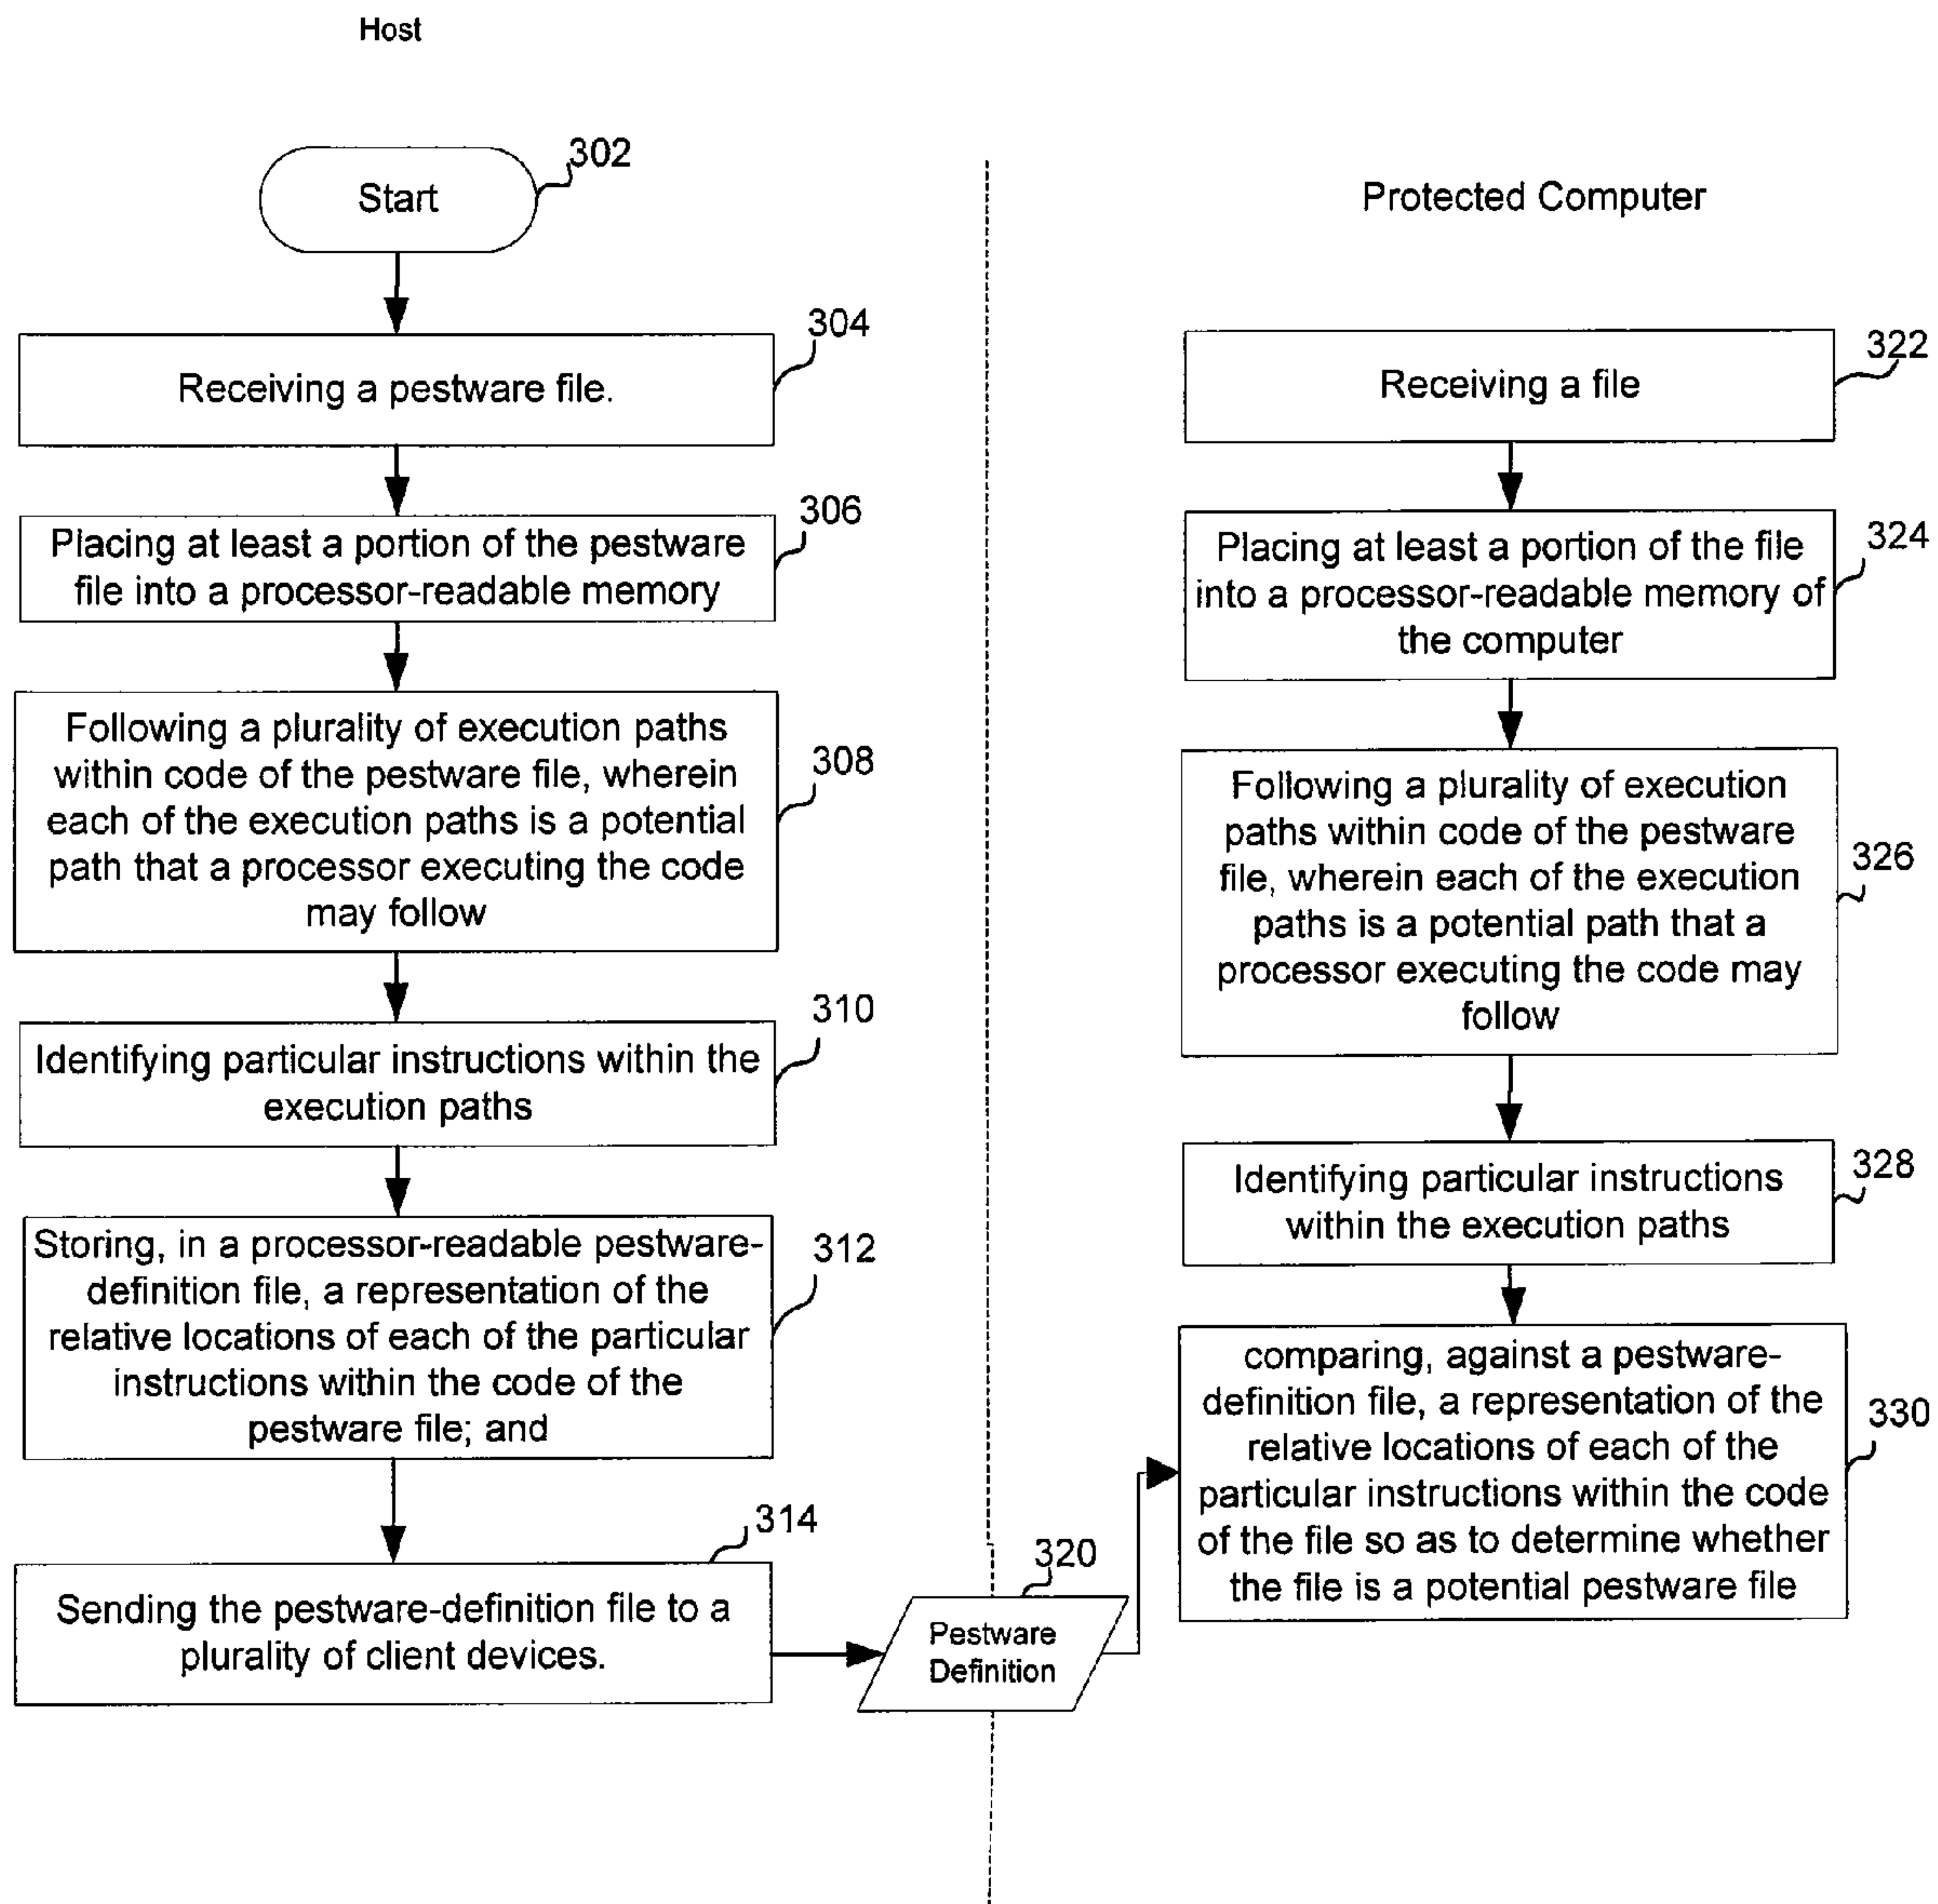 Host
302
Start
304
Receiving a pestware file.
306
Placing at least a portion of the pestware
file into a processor-readable memory
308
Following a plurality of execution paths
within code of the pestware file, wherein
each of the execution paths is a potential
path that a processor executing the code
may follow
310
Identifying particular instructions within the
execution paths
312
Storing, in a processor-readable pestware-
definition file, a representation of the
relative locations of each of the particular
instructions within the code of the
pestware file; and
314
Sending the pestware-definition file to a
plurality of client devices.
320
Pestware
Definition
Protected Computer
322
Receiving a file
324
Placing at least a portion of the file
into a processor-readable memory of
the computer
326
Following a plurality of execution
paths within code of the pestware
file, wherein each of the execution
paths is a potential path that a
processor executing the code may
follow
328
Identifying particular instructions
within the execution paths
330
comparing, against a pestware-
definition file, a representation of the
relative locations of each of the
particular instructions within the code
of the file so as to determine whether
the file is a potential pestware file